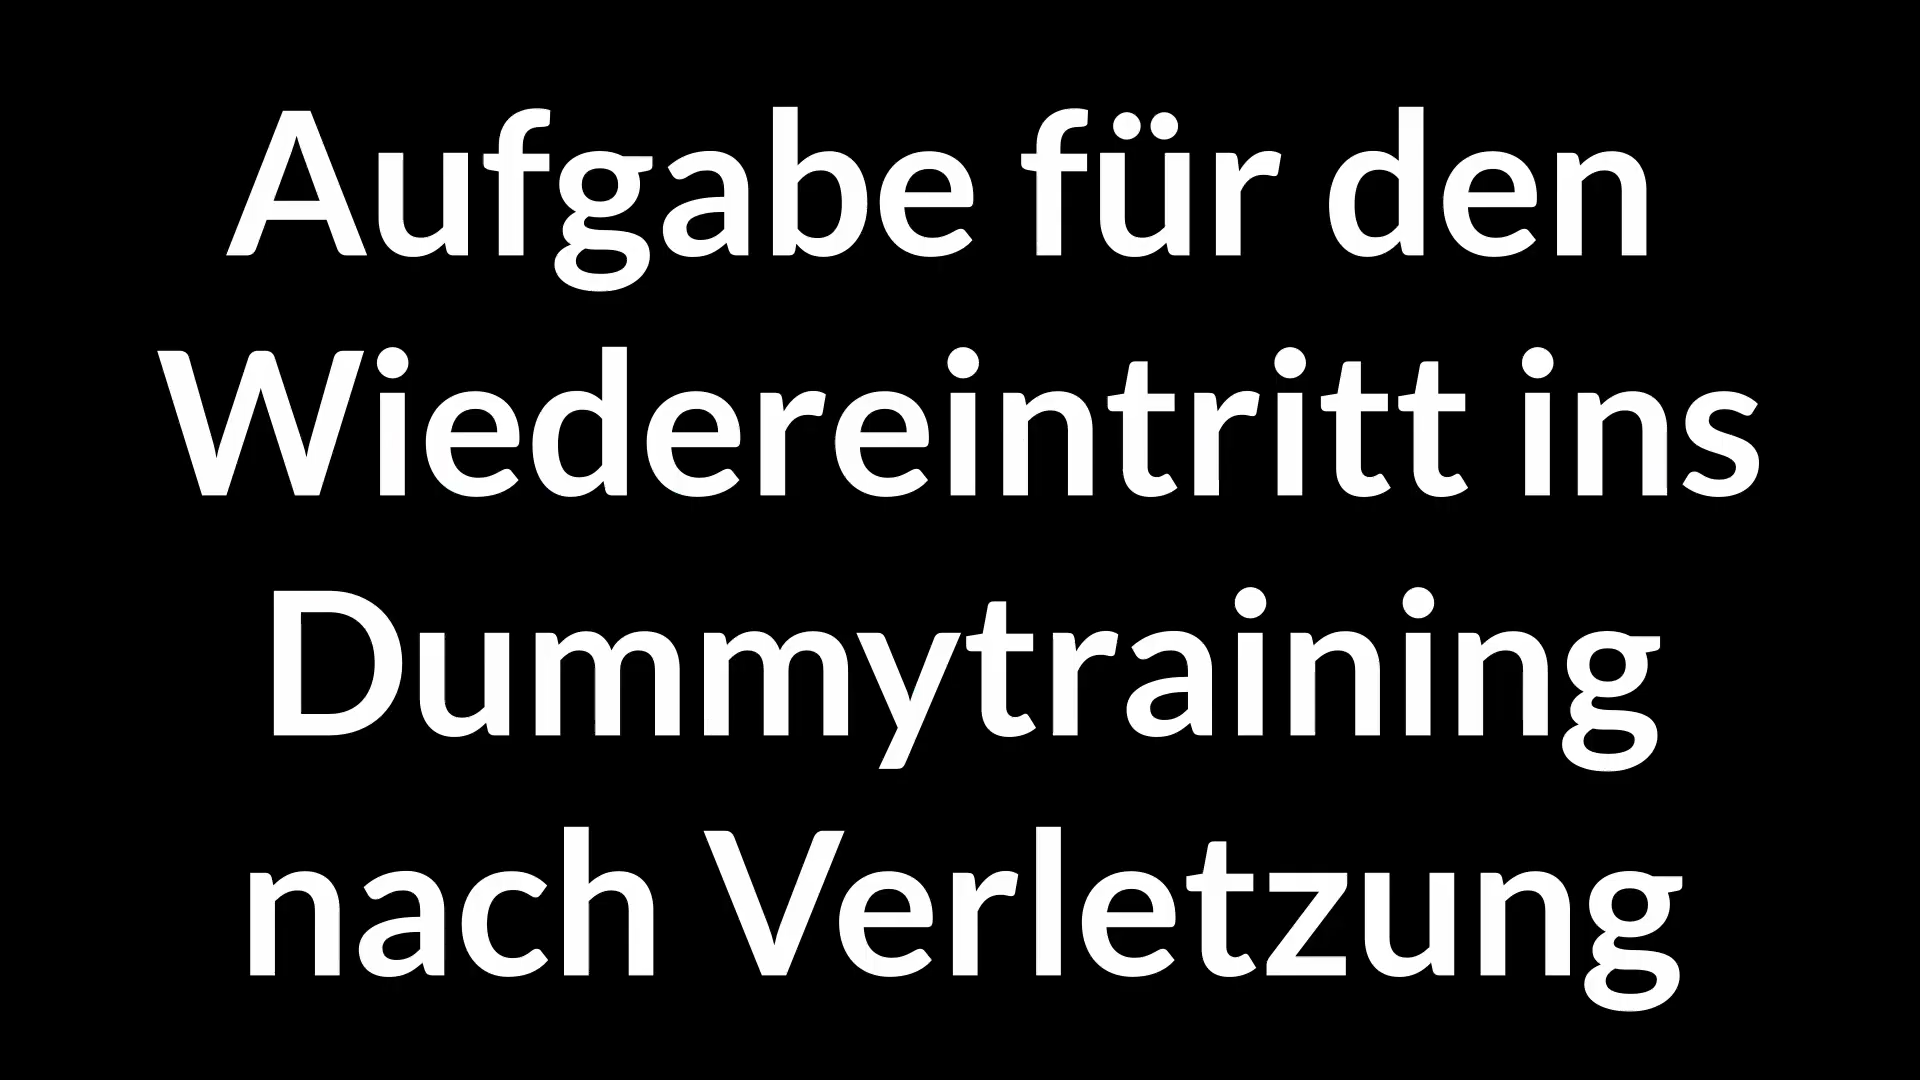 Aufgabe für den
Wiedereintritt ins
Dummytraining
nach Verletzung